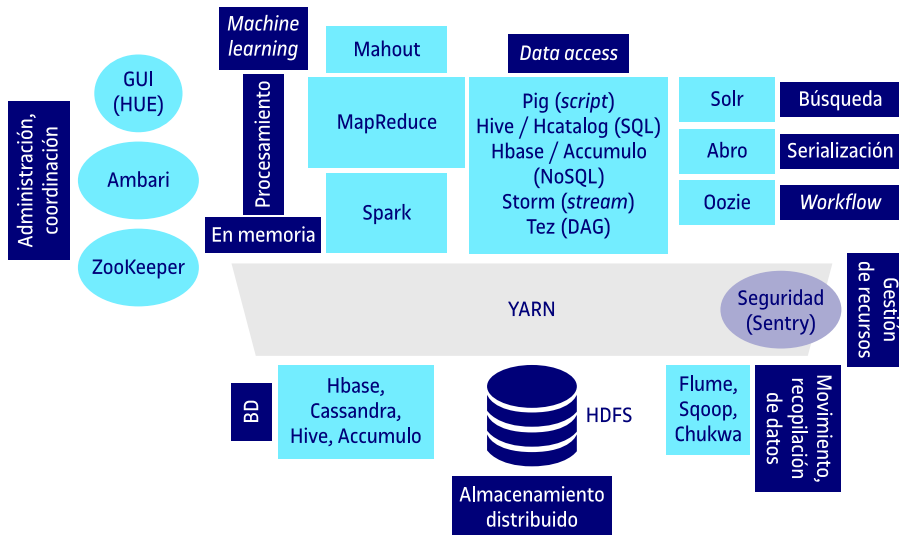 Machine
learning
Mahout
Data access
GUI
(HUE)
Administración,
coordinación
Ambari
ZooKeeper
Procesamiento
En memoria
MapReduce
Spark
Pig (script)
Hive / Hcatalog (SQL)
Hbase / Accumulo
(NoSQL)
Storm (stream)
Tez (DAG)
Solr
Búsqueda
Abro
Serialización
Oozie
Workflow
YARN
Seguridad
(Sentry)
Gestión
de recursos
BD
Hbase,
Cassandra,
Hive, Accumulo
HDFS
Almacenamiento
distribuido
Flume,
Sqoop,
Chukwa
Movimiento,
recopilación
de datos